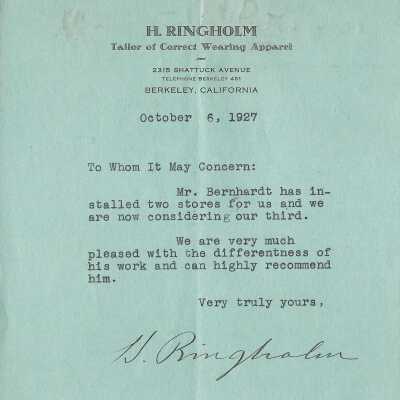 H. RINGHOLM
Tailor of Correct Wearing Apparel
2315 SHATTUCK AVENUE
TELEPHONE BERKELEY 451
BERKELEY, CALIFORNIA
October 6, 1927
To Whom It May Concern:
Mr. Bernhardt has in-
stalled two stores for us and we
are now considering our third.
We are very much
pleased with the differentness of
his work and can highly recommend
him.
Very truly yours,
H. Ringholm